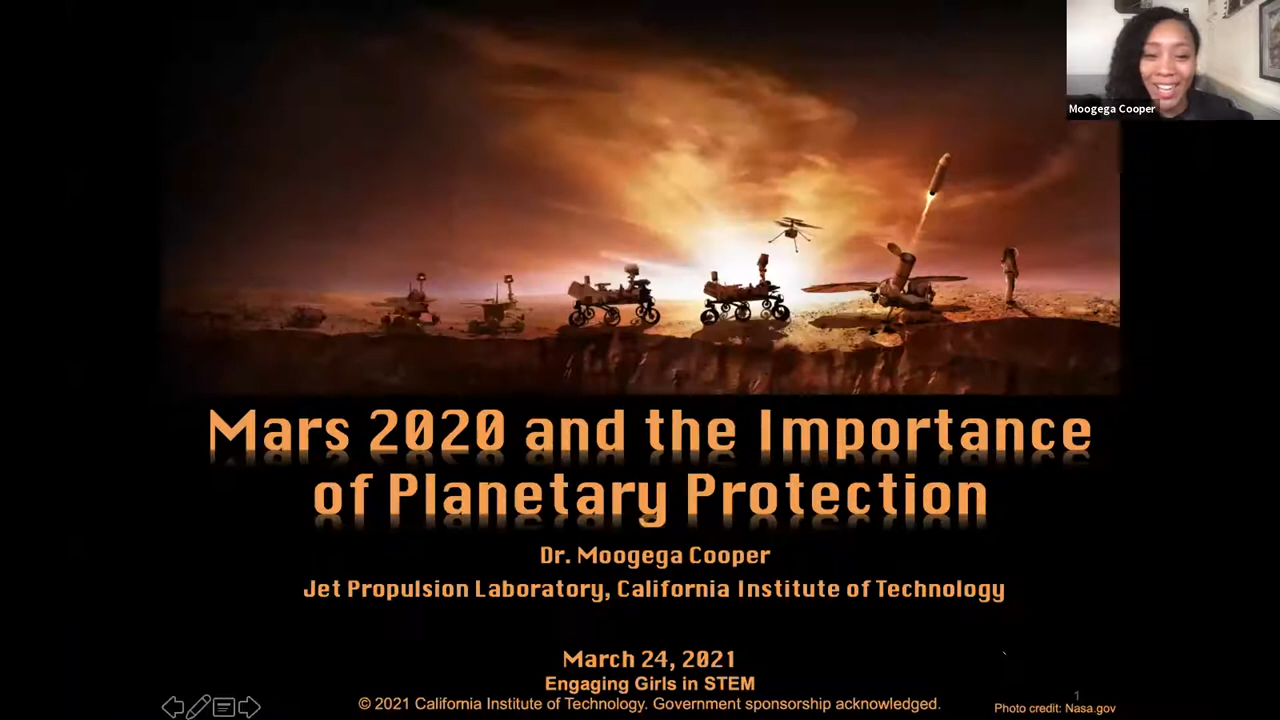 Moogega Cooper
Mars 2020 and the Importance
of Planetary Protection
Dr. Moogega Cooper
Jet Propulsion Laboratory, California Institute of Technology
March 24, 2021
Engaging Girls in STEM
© 2021 California Institute of Technology. Government sponsorship acknowledged.
1
Photo credit: Nasa.gov